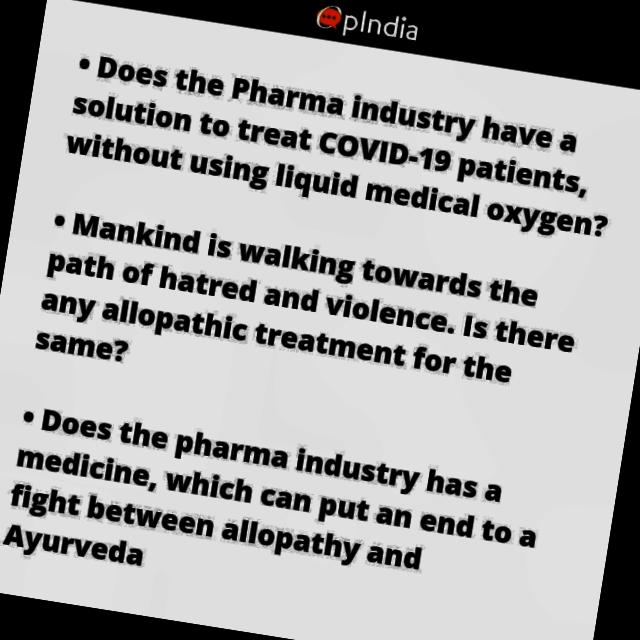 OpIndia
• Does the Pharma industry have a
solution to treat COVID-19 patients,
without using liquid medical oxygen?
• Mankind is walking towards the
path of hatred and violence. Is there
any allopathic treatment for the
same?
• Does the pharma industry has a
medicine, which can put an end to a
fight between allopathy and
Ayurveda